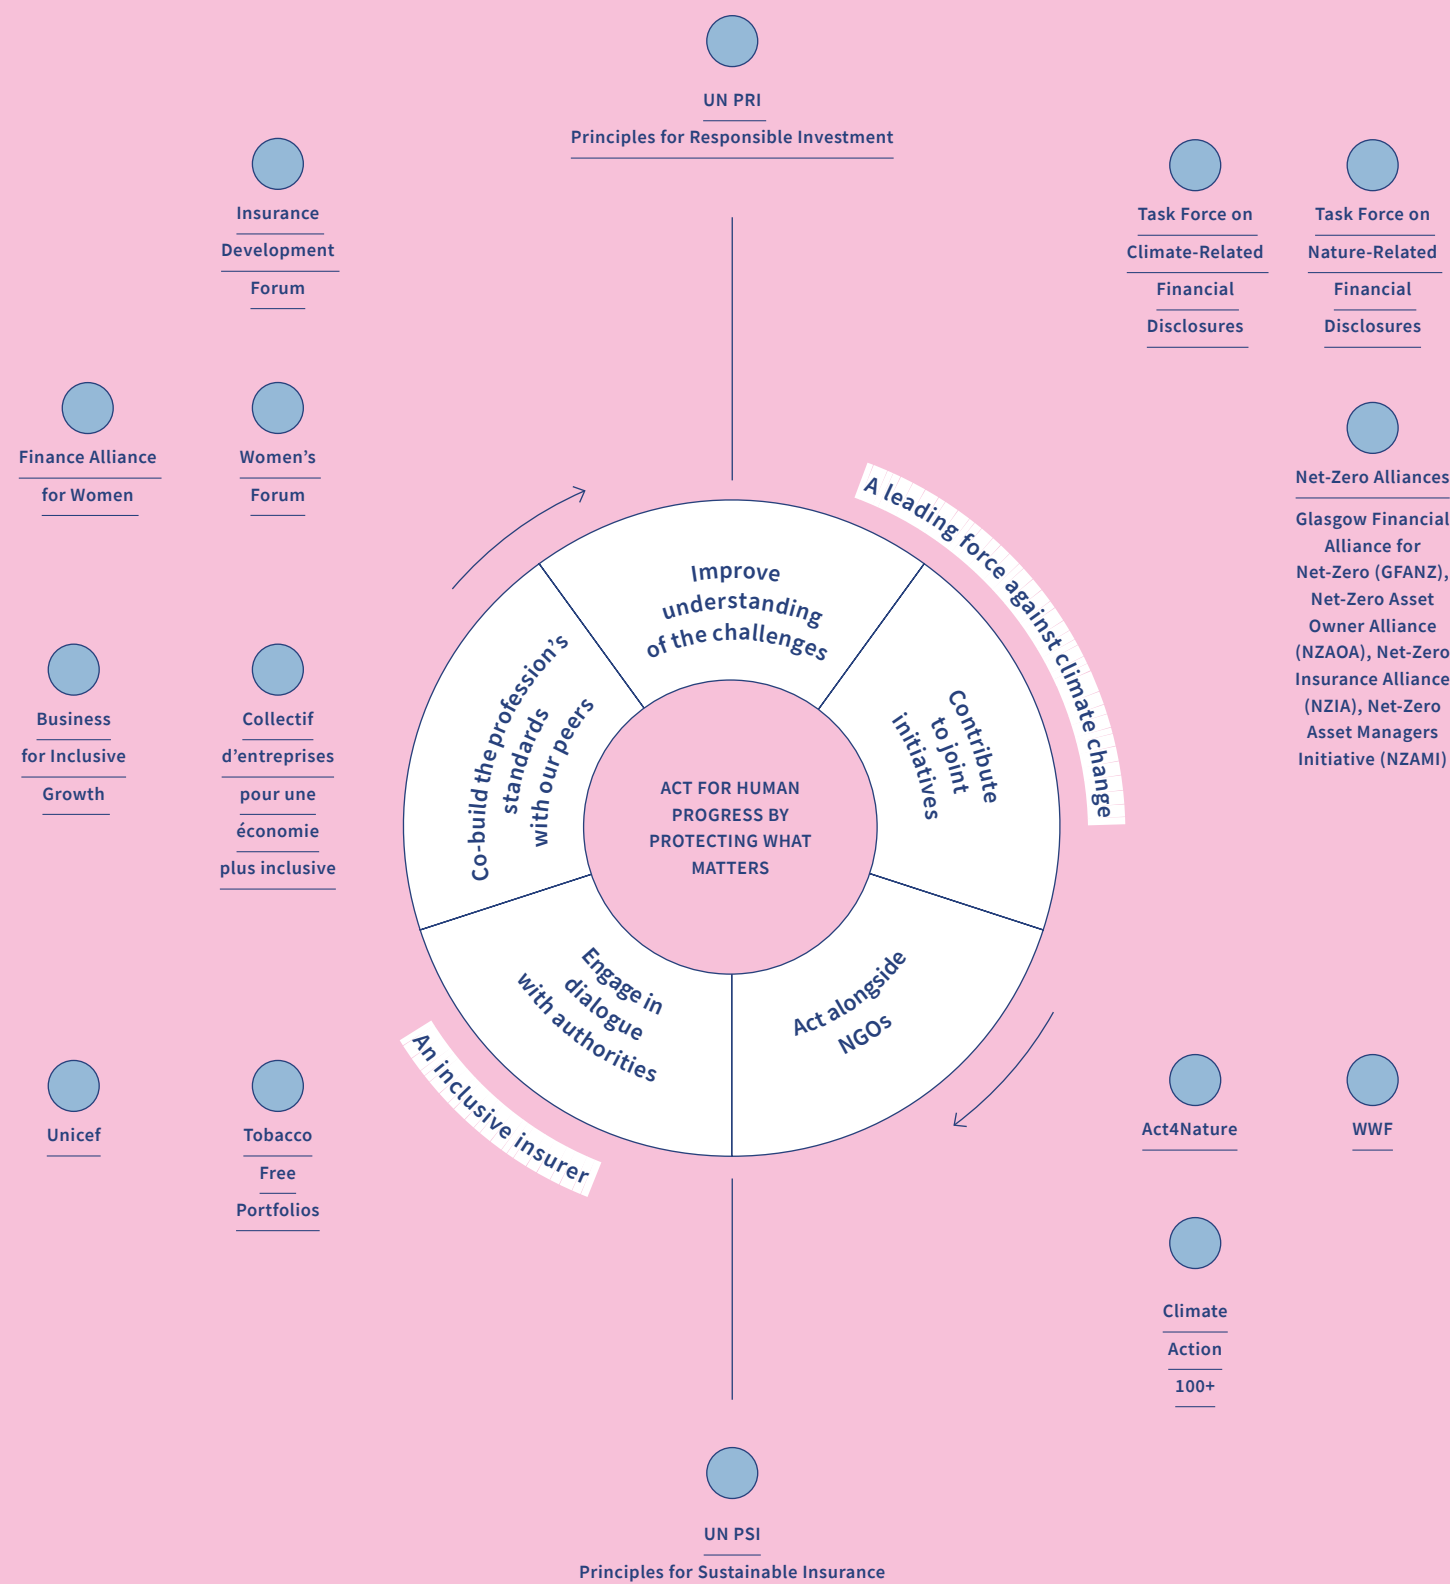 UN PRI
Principles for Responsible Investment
Insurance
Development
Forum
Finance Alliance
for Women
Women’s
Forum
Business
for Inclusive
Growth
Collectif
d’entreprises
pour une
économie
plus inclusive
Unicef
Tobacco
Free
Portfolios
Task Force on
Climate-Related
Financial
Disclosures
Task Force on
Nature-Related
Financial
Disclosures
Net-Zero Alliances
Glasgow Financial
Alliance for
Net-Zero (GFANZ),
Net-Zero Asset
Owner Alliance
(NZAOA), Net-Zero
Insurance Alliance
(NZIA), Net-Zero
Asset Managers
Initiative (NZAMI)
A leading force against climate change
Improve
understanding
of the challenges
Contribute
to joint
initiatives
Act alongside
NGOs
Engage in
dialogue
with authorities
Co-build the profession’s
standards
with our peers
ACT FOR HUMAN
PROGRESS BY
PROTECTING WHAT
MATTERS
An inclusive insurer
Act4Nature
WWF
Climate
Action
100+
UN PSI
Principles for Sustainable Insurance